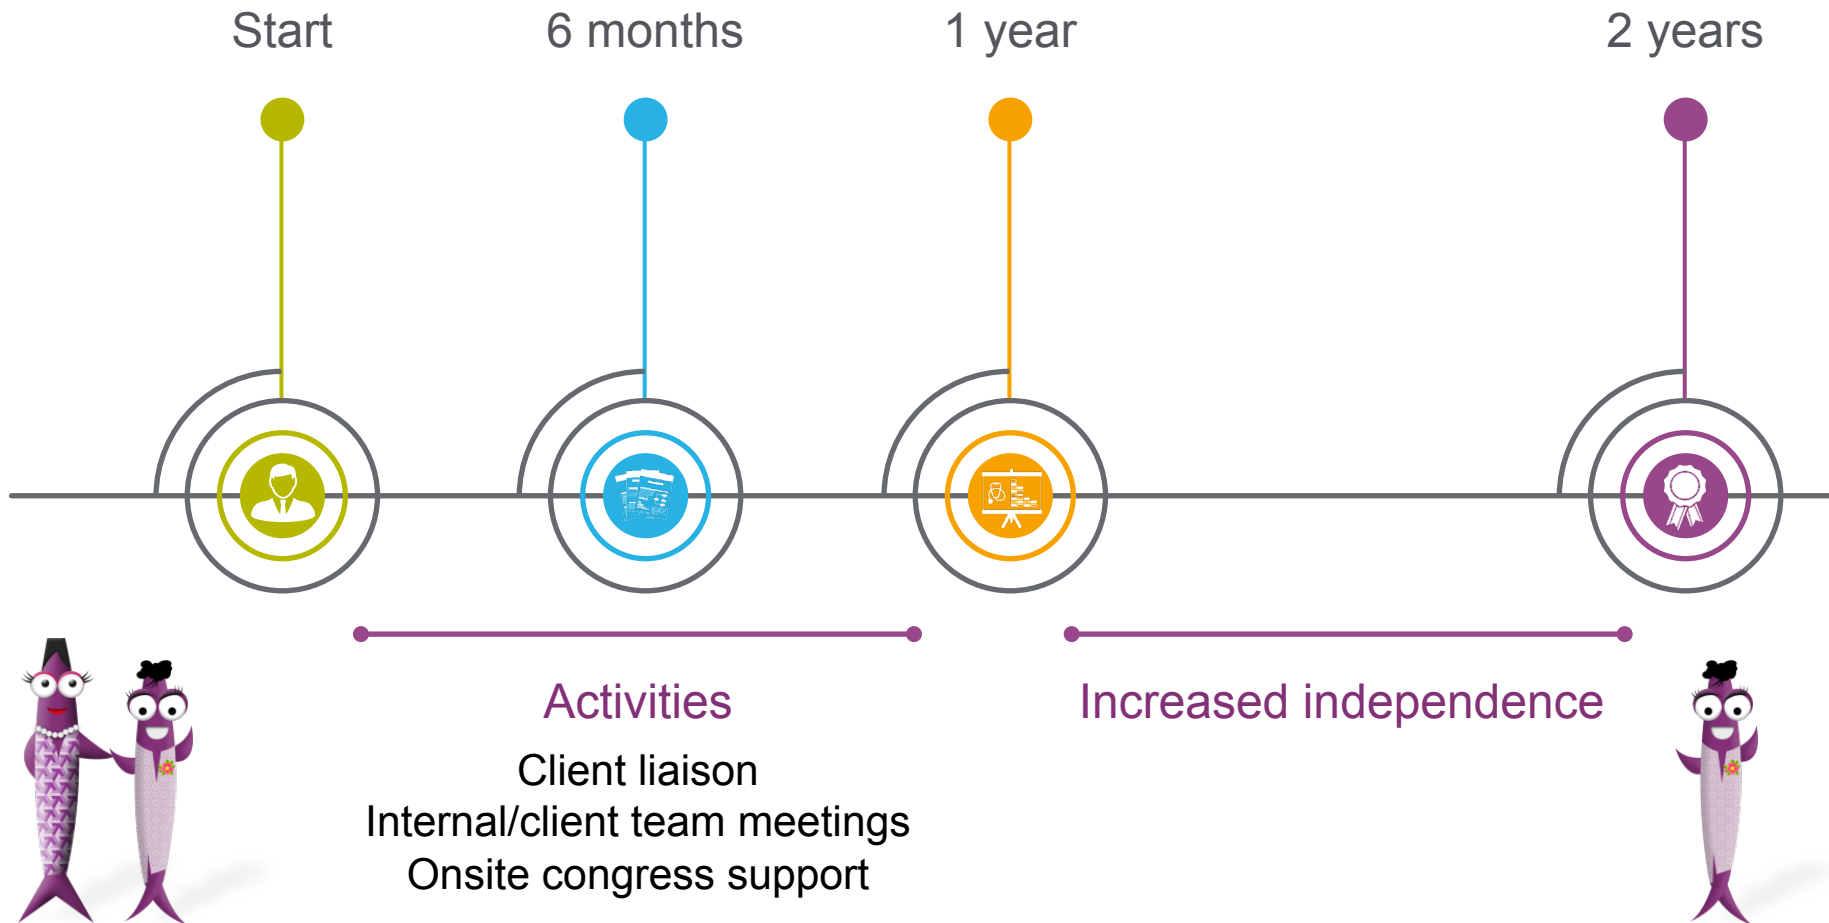 Start
6 months
1 year
2 years
Activities
Client liaison
Internal/client team meetings
Onsite congress support
Increased independence